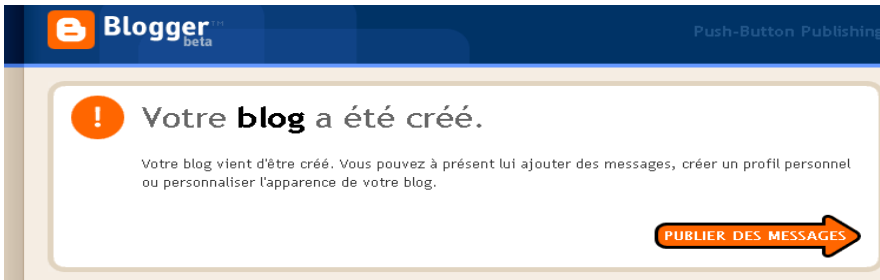 Blogger™
beta
Push-Button Publishing
!
Votre blog a été créé.
Votre blog vient d'être créé. Vous pouvez à présent lui ajouter des messages, créer un profil personnel
ou personnaliser l'apparence de votre blog.
PUBLIER DES MESSAGES